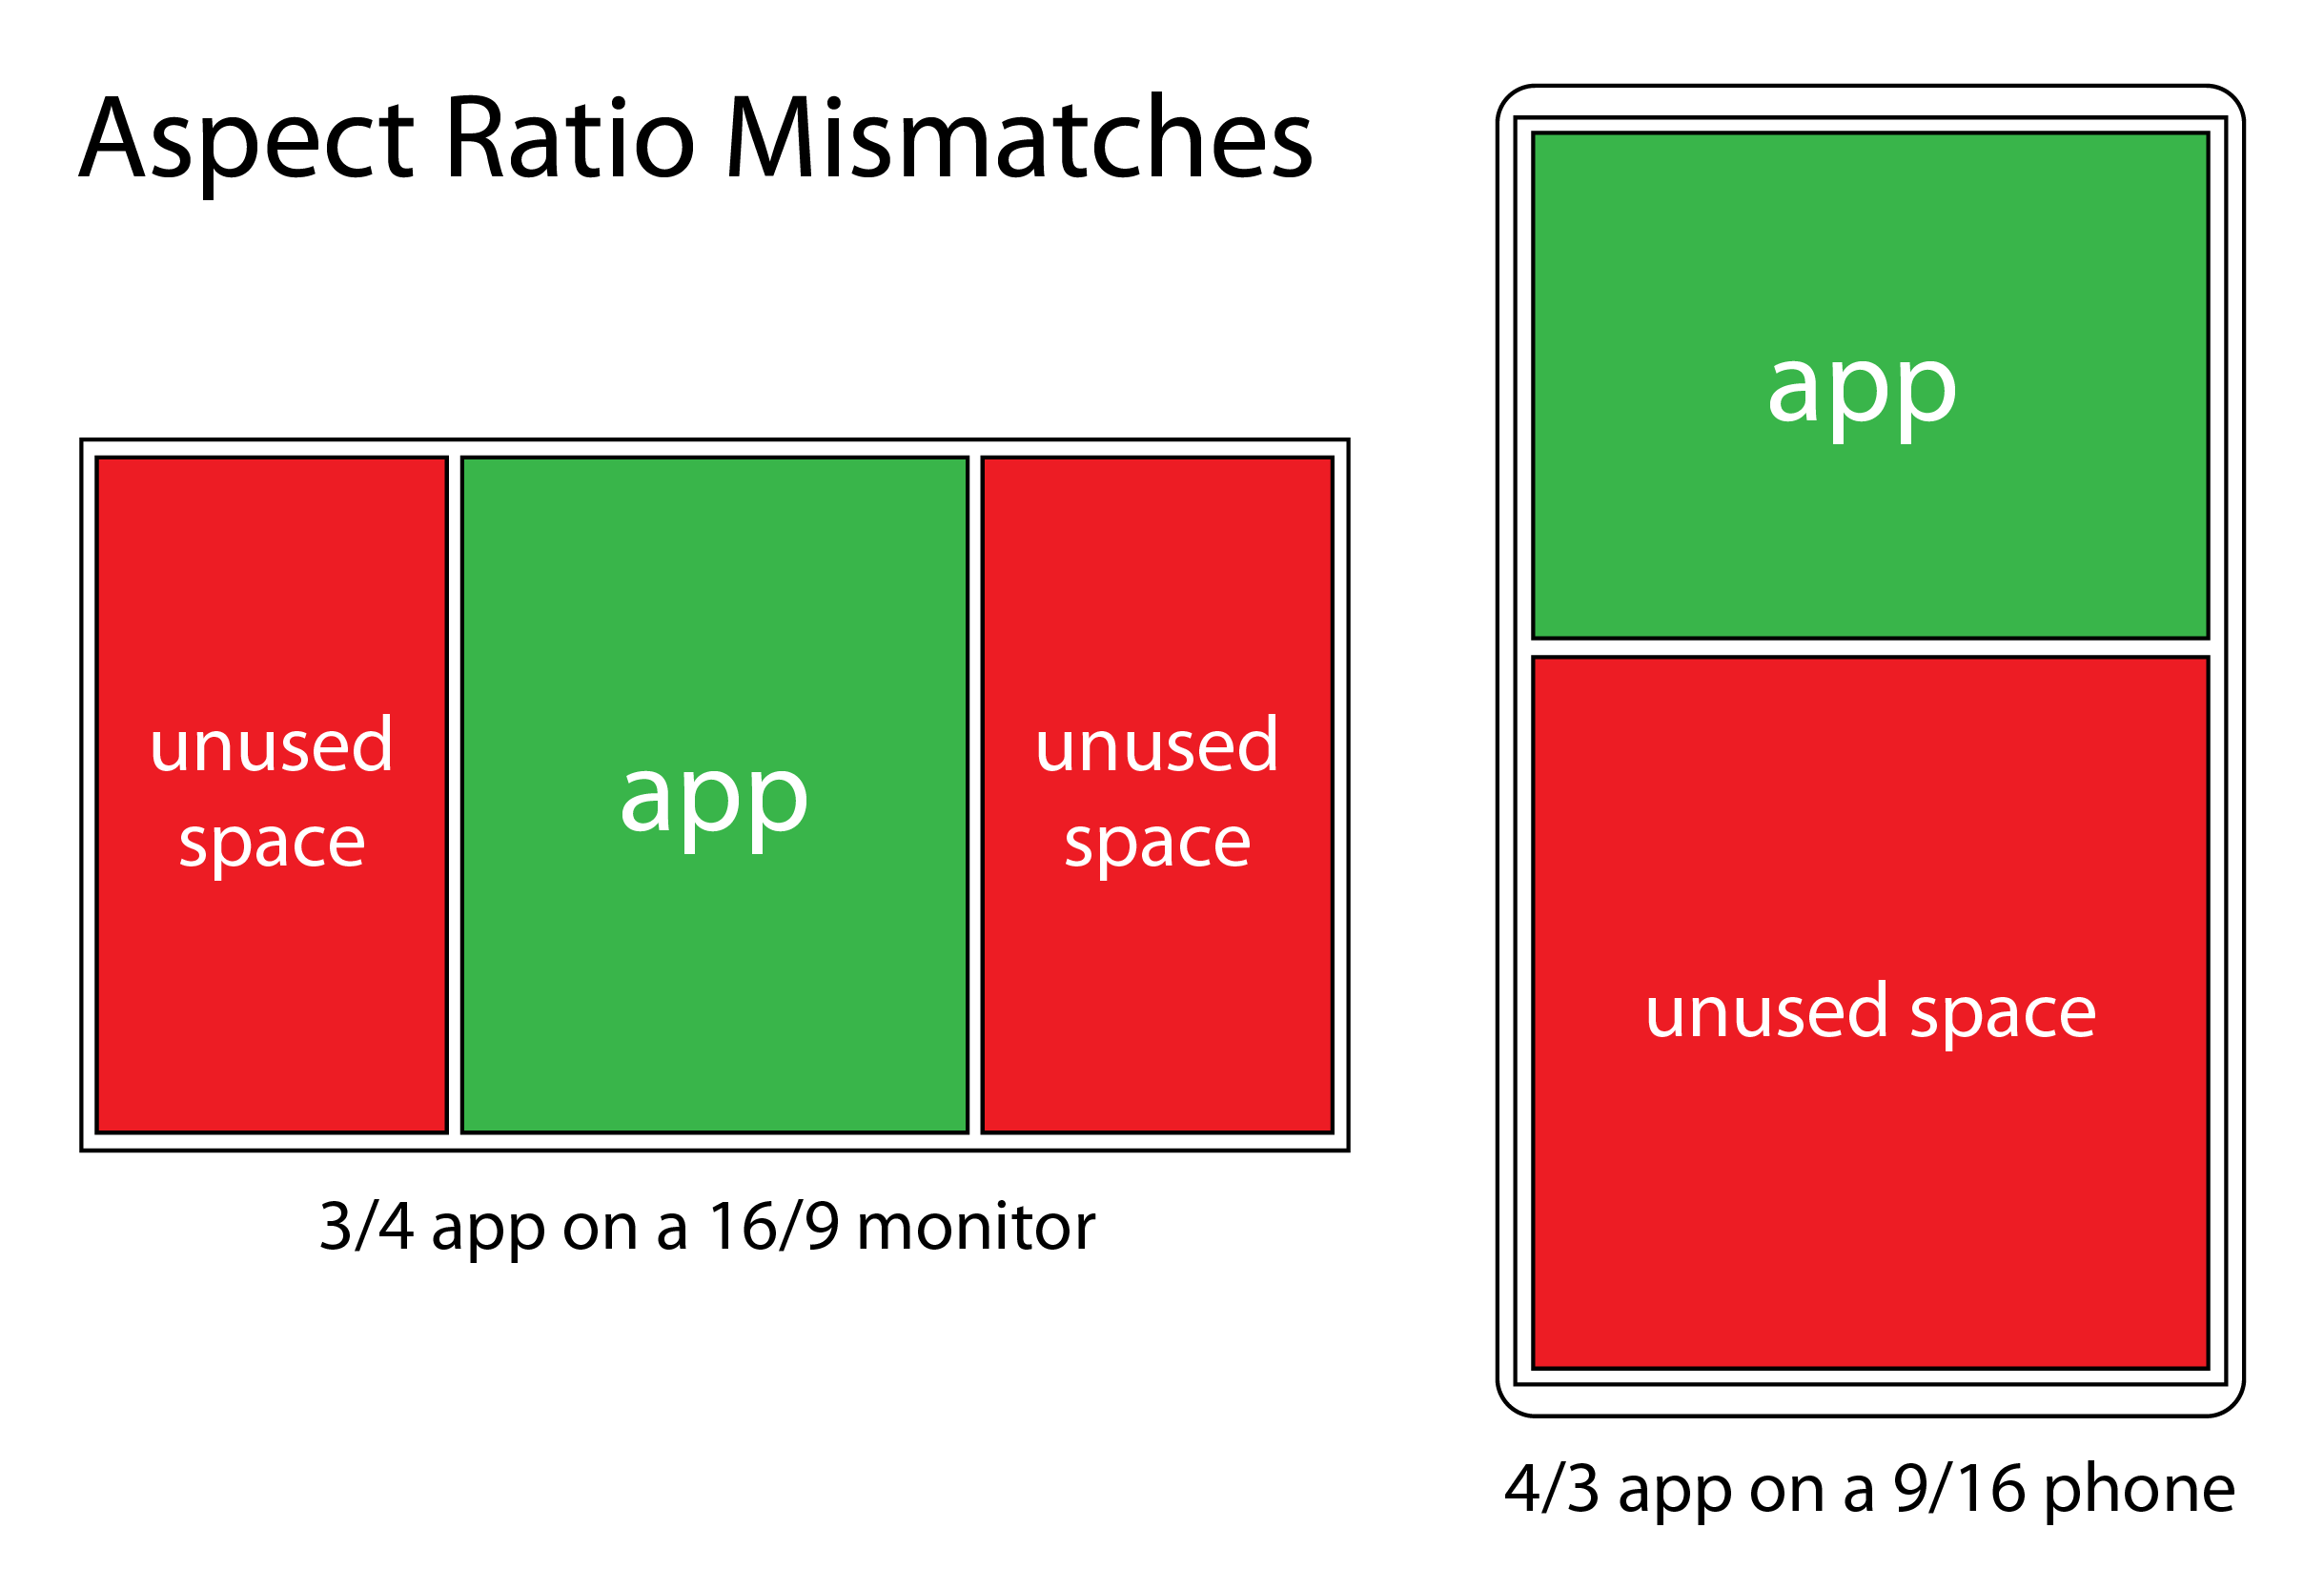 Aspect Ratio Mismatches
unused
space
app
unused
space
3/4 app on a 16/9 monitor
app
unused space
4/3 app on a 9/16 phone